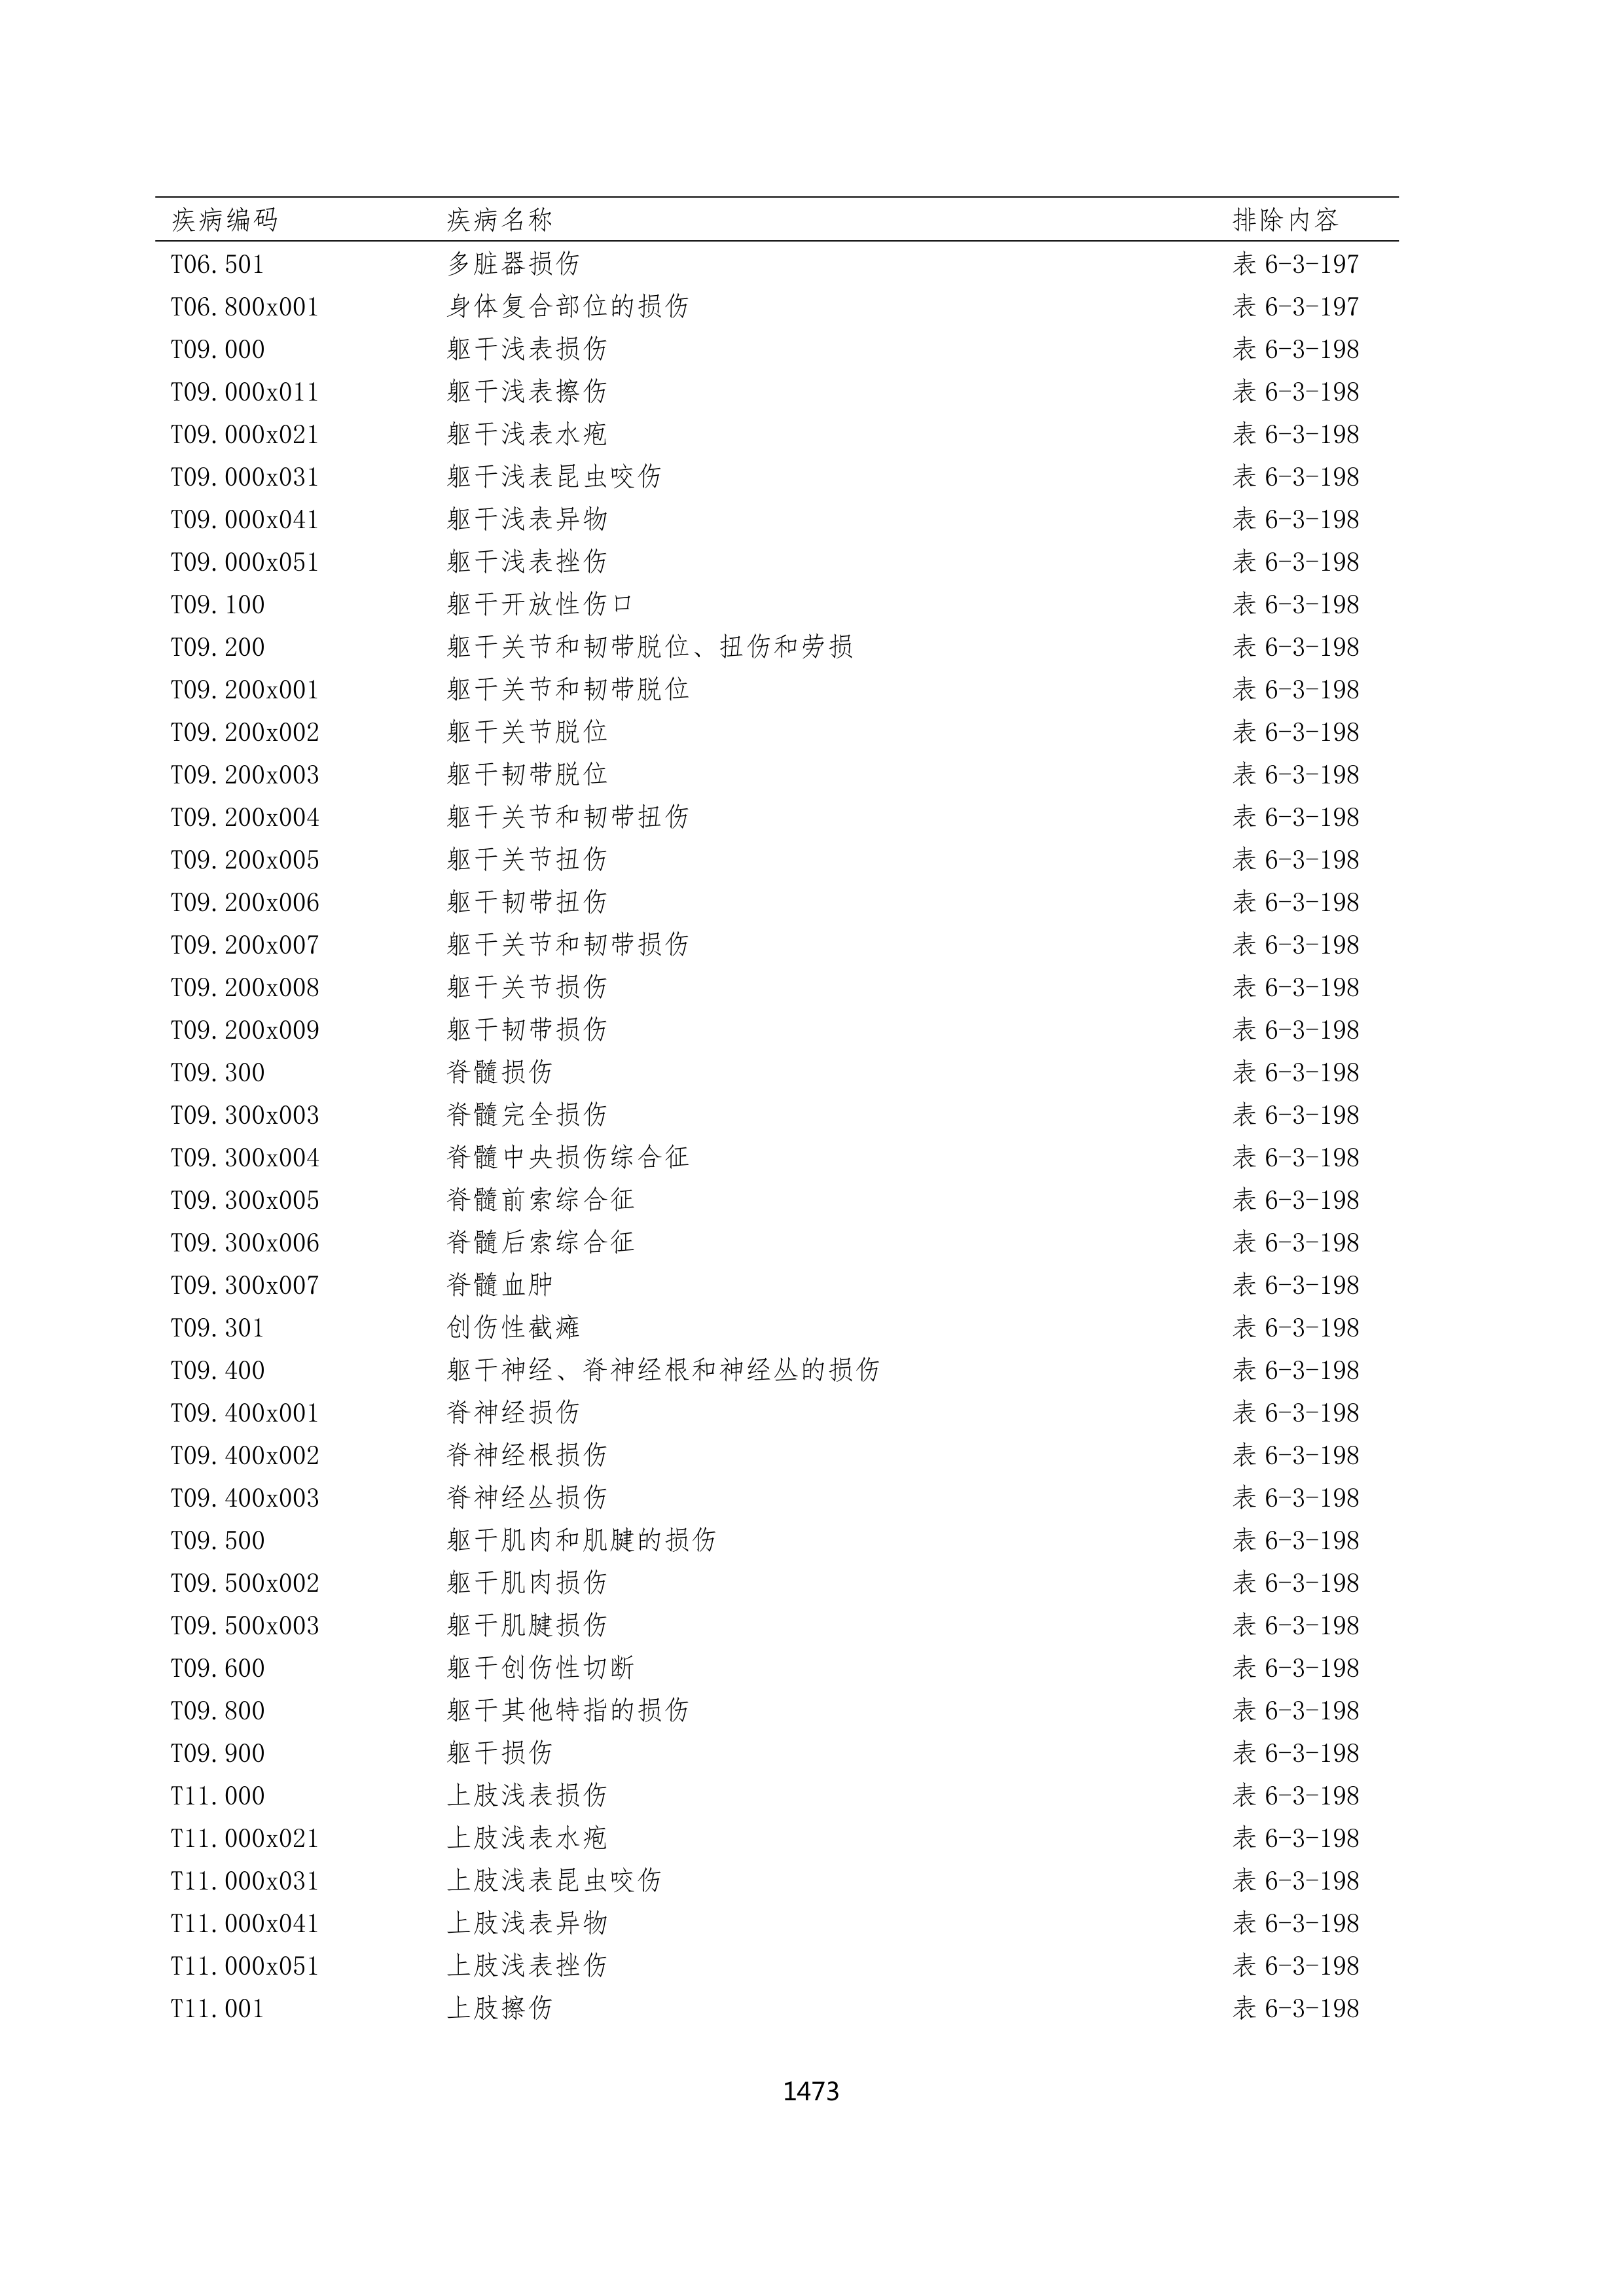 疾病编码 疾病名称 排除内容
T06.501 多脏器损伤 表 6-3-197
T06.800x001 身体复合部位的损伤 表 6-3-197
T09.000 躯干浅表损伤 表 6-3-198
T09.000x011 躯干浅表擦伤 表 6-3-198
T09.000x021 躯干浅表水疱 表 6-3-198
T09.000x031 躯干浅表昆虫咬伤 表 6-3-198
T09.000x041 躯干浅表异物 表 6-3-198
T09.000x051 躯干浅表挫伤 表 6-3-198
T09.100 躯干开放性伤口 表 6-3-198
T09.200 躯干关节和韧带脱位、扭伤和劳损 表 6-3-198
T09.200x001 躯干关节和韧带脱位 表 6-3-198
T09.200x002 躯干关节脱位 表 6-3-198
T09.200x003 躯干韧带脱位 表 6-3-198
T09.200x004 躯干关节和韧带扭伤 表 6-3-198
T09.200x005 躯干关节扭伤 表 6-3-198
T09.200x006 躯干韧带扭伤 表 6-3-198
T09.200x007 躯干关节和韧带损伤 表 6-3-198
T09.200x008 躯干关节损伤 表 6-3-198
T09.200x009 躯干韧带损伤 表 6-3-198
T09.300 脊髓损伤 表 6-3-198
T09.300x003 脊髓完全损伤 表 6-3-198
T09.300x004 脊髓中央损伤综合征 表 6-3-198
T09.300x005 脊髓前索综合征 表 6-3-198
T09.300x006 脊髓后索综合征 表 6-3-198
T09.300x007 脊髓血肿 表 6-3-198
T09.301 创伤性截瘫 表 6-3-198
T09.400 躯干神经、脊神经根和神经丛的损伤 表 6-3-198
T09.400x001 脊神经损伤 表 6-3-198
T09.400x002 脊神经根损伤 表 6-3-198
T09.400x003 脊神经丛损伤 表 6-3-198
T09.500 躯干肌肉和肌腱的损伤 表 6-3-198
T09.500x002 躯干肌肉损伤 表 6-3-198
T09.500x003 躯干肌腱损伤 表 6-3-198
T09.600 躯干创伤性切断 表 6-3-198
T09.800 躯干其他特指的损伤 表 6-3-198
T09.900 躯干损伤 表 6-3-198
T11.000 上肢浅表损伤 表 6-3-198
T11.000x021 上肢浅表水疱 表 6-3-198
T11.000x031 上肢浅表昆虫咬伤 表 6-3-198
T11.000x041 上肢浅表异物 表 6-3-198
T11.000x051 上肢浅表挫伤 表 6-3-198
T11.001 上肢擦伤 表 6-3-198
1473